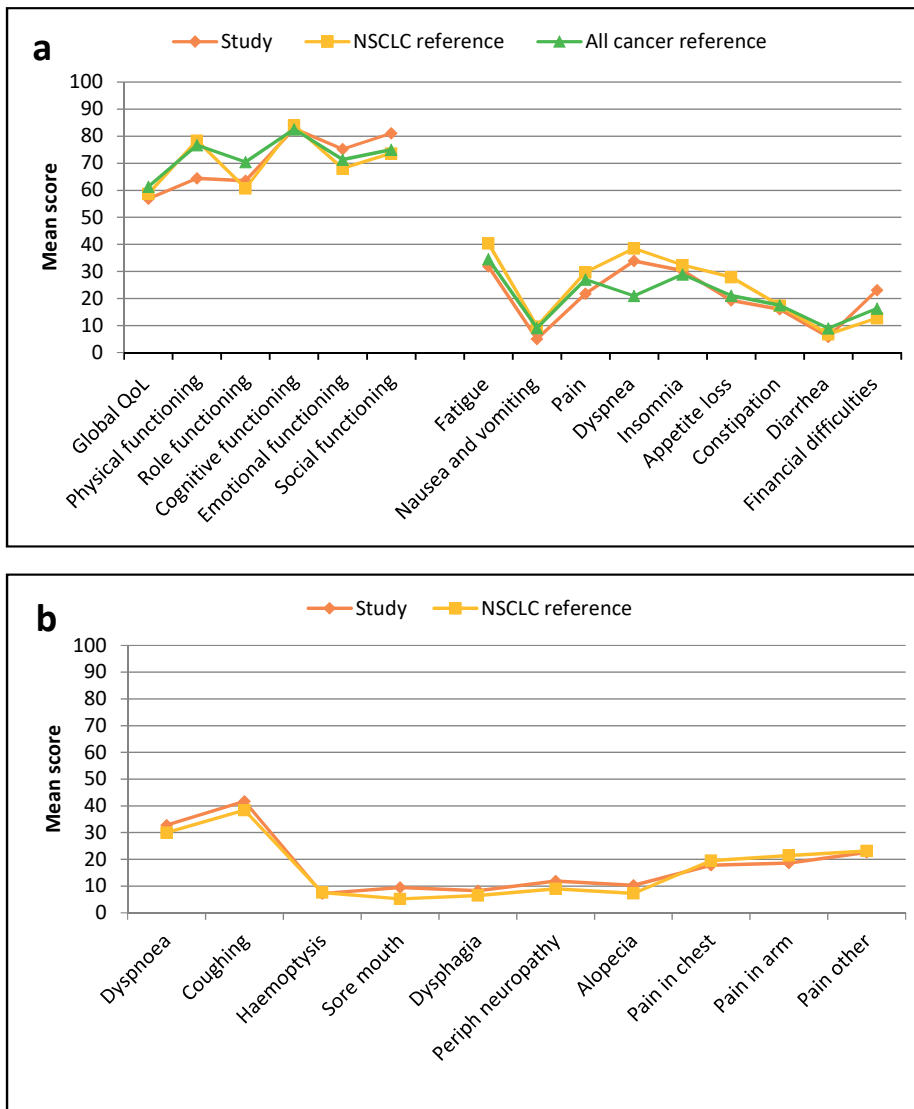 a
Study NSCLC reference All cancer reference
100
90
80
70
60
50
40
30
20
10
0
Mean score
Global QoL
Physical functioning
Role functioning
Cognitive functioning
Emotional functioning
Social functioning
Fatigue
Nausea and vomiting
Pain
Dyspnea
Insomnia
Appetite loss
Constipation
Diarrhea
Financial difficulties
b
Study NSCLC reference
100
90
80
70
60
50
40
30
20
10
0
Mean score
Dyspnoea
Coughing
Haemoptysis
Sore mouth
Dysphagia
Periph neuropathy
Alopecia
Pain in chest
Pain in arm
Pain other